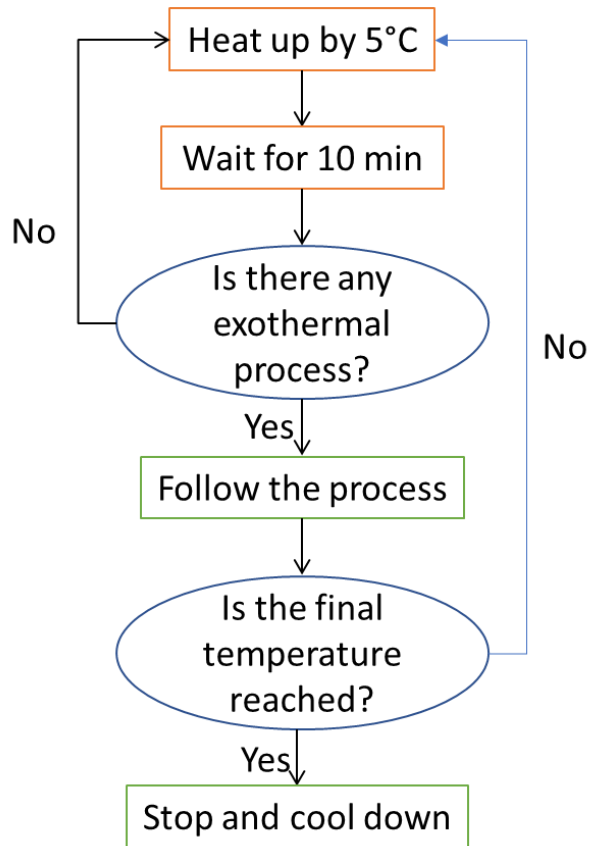 Heat up by 5°C
Wait for 10 min
No
Is there any
exothermal
process?
No
Yes
Follow the process
Is the final
temperature
reached?
Yes
Stop and cool down